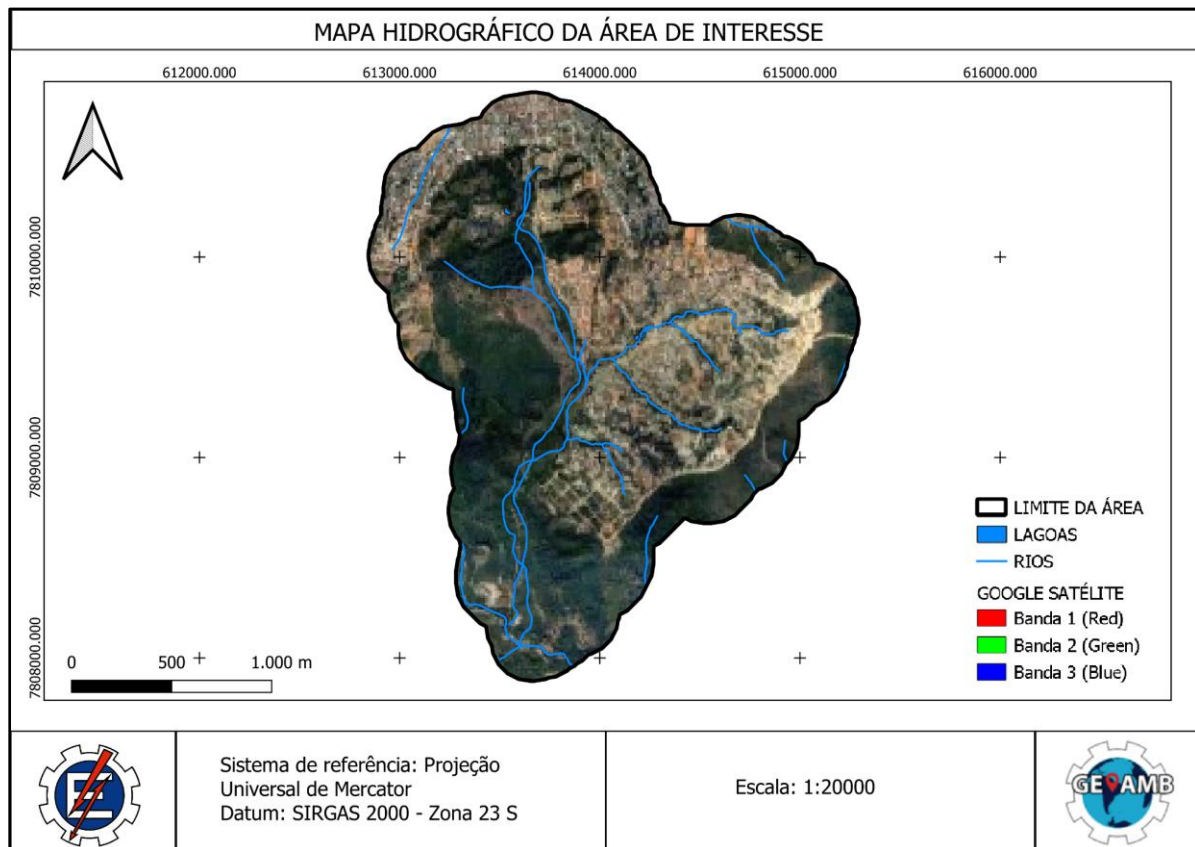 MAPA HIDROGRÁFICO DA ÁREA DE INTERESSE
612000.000 613000.000 614000.000 615000.000 616000.000
7810000.000
7809000.000
7808000.000
LIMITE DA ÁREA
LAGOAS
RIOS
GOOGLE SATÉLITE
Banda 1 (Red)
Banda 2 (Green)
Banda 3 (Blue)
0 500 1.000 m
E
Sistema de referência: Projeção
Universal de Mercator
Datum: SIRGAS 2000 - Zona 23 S
Escala: 1:20000
GEOAMB